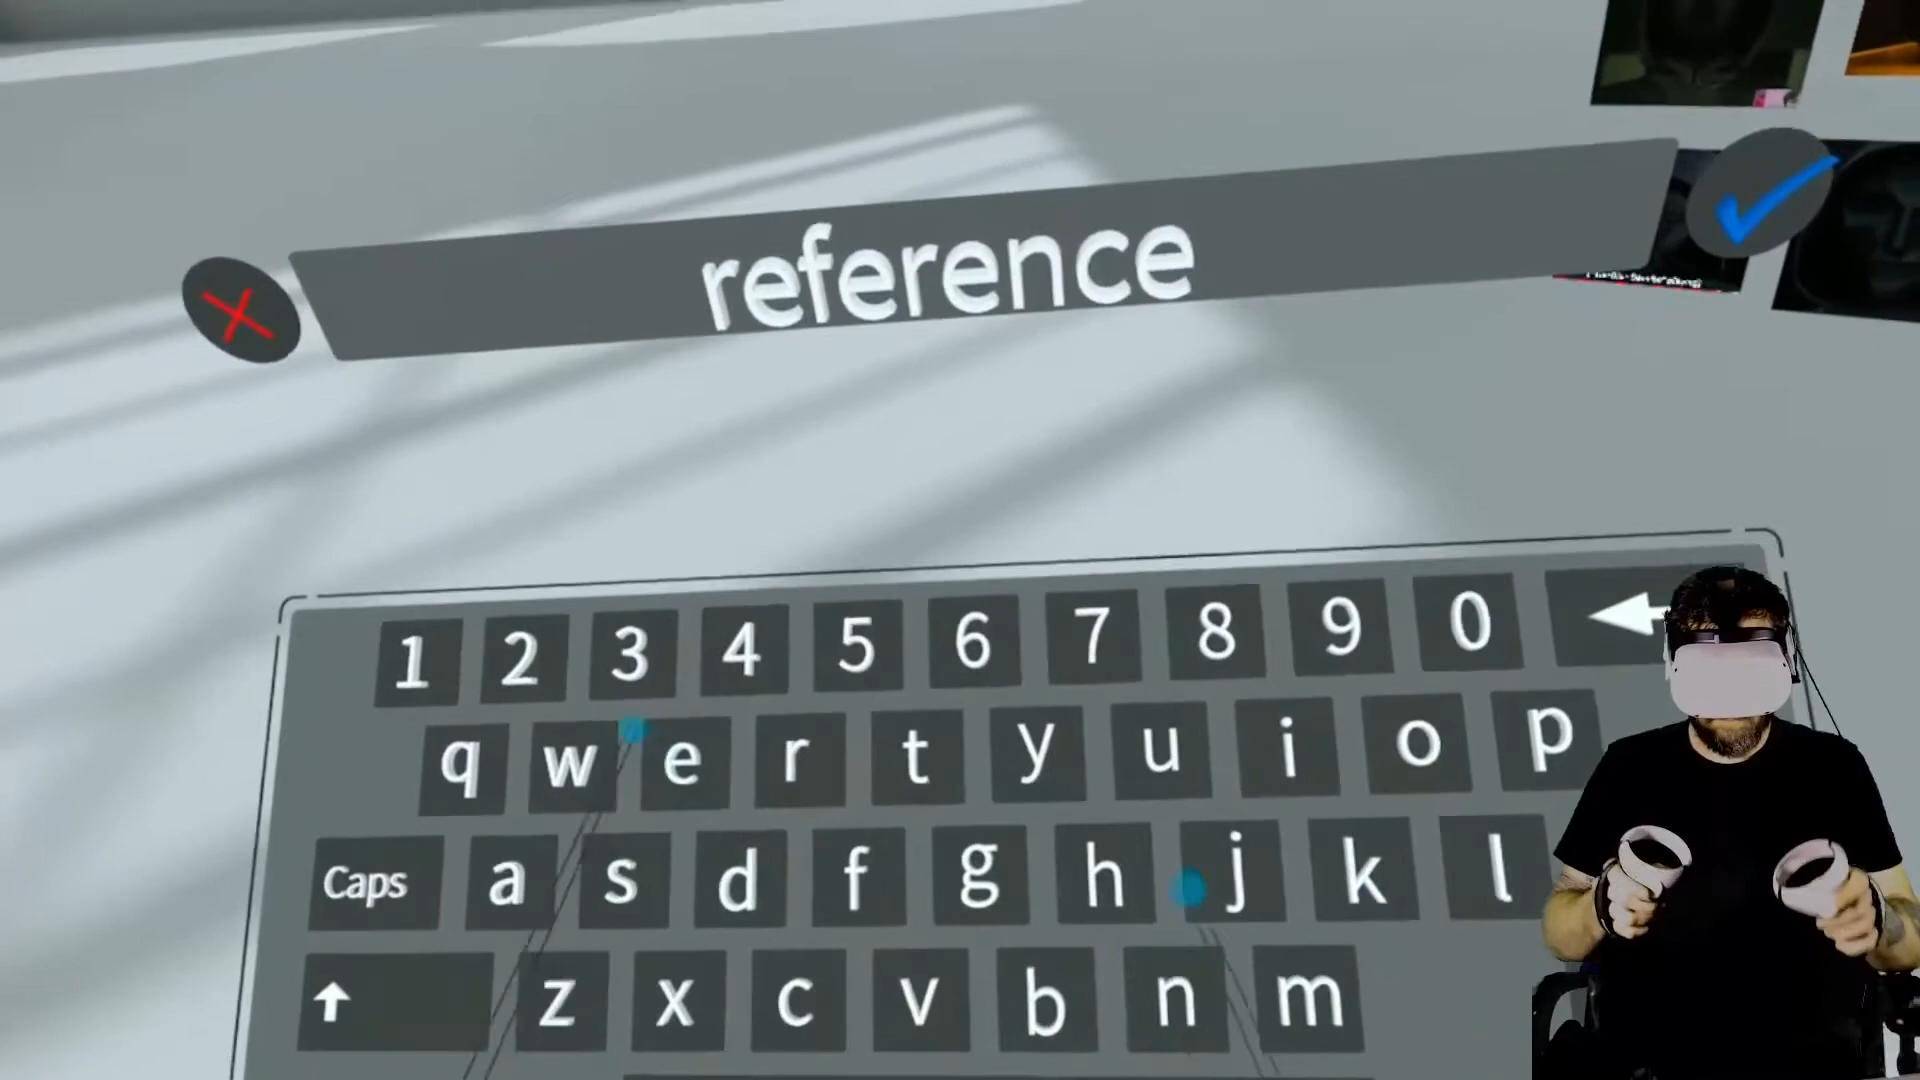 reference
1 2 3 4 5 6 7 8 9 0
q w e r t y u i o p
Caps a s d f g h j k l
z x c v b n m